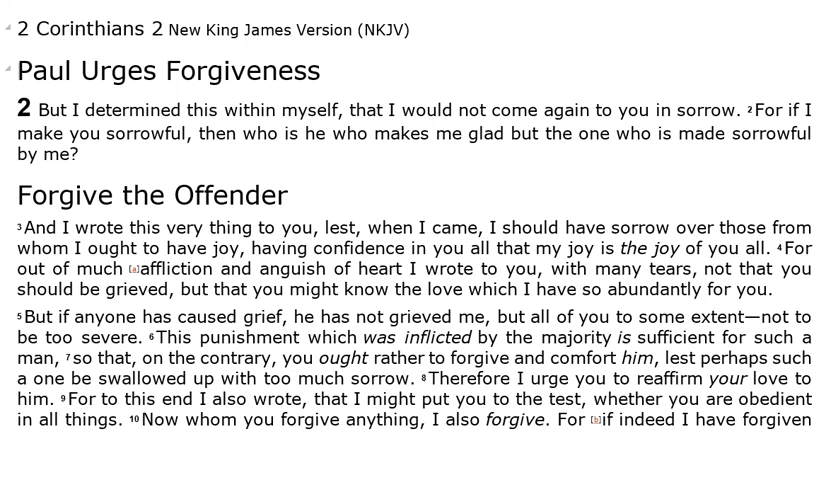 2 Corinthians 2 New King James Version (NKJV)
Paul Urges Forgiveness
2 But I determined this within myself, that I would not come again to you in sorrow. 2 For if I
make you sorrowful, then who is he who makes me glad but the one who is made sorrowful
by me?
Forgive the Offender
3 And I wrote this very thing to you, lest, when I came, I should have sorrow over those from
whom I ought to have joy, having confidence in you all that my joy is the joy of you all. 4 For
out of much [a]affliction and anguish of heart I wrote to you, with many tears, not that you
should be grieved, but that you might know the love which I have so abundantly for you.
5 But if anyone has caused grief, he has not grieved me, but all of you to some extent—not to
be too severe. 6 This punishment which was inflicted by the majority is sufficient for such a
man, 7 so that, on the contrary, you ought rather to forgive and comfort him, lest perhaps such
a one be swallowed up with too much sorrow. 8 Therefore I urge you to reaffirm your love to
him. 9 For to this end I also wrote, that I might put you to the test, whether you are obedient
in all things. 10 Now whom you forgive anything, I also forgive. For [b]if indeed I have forgiven